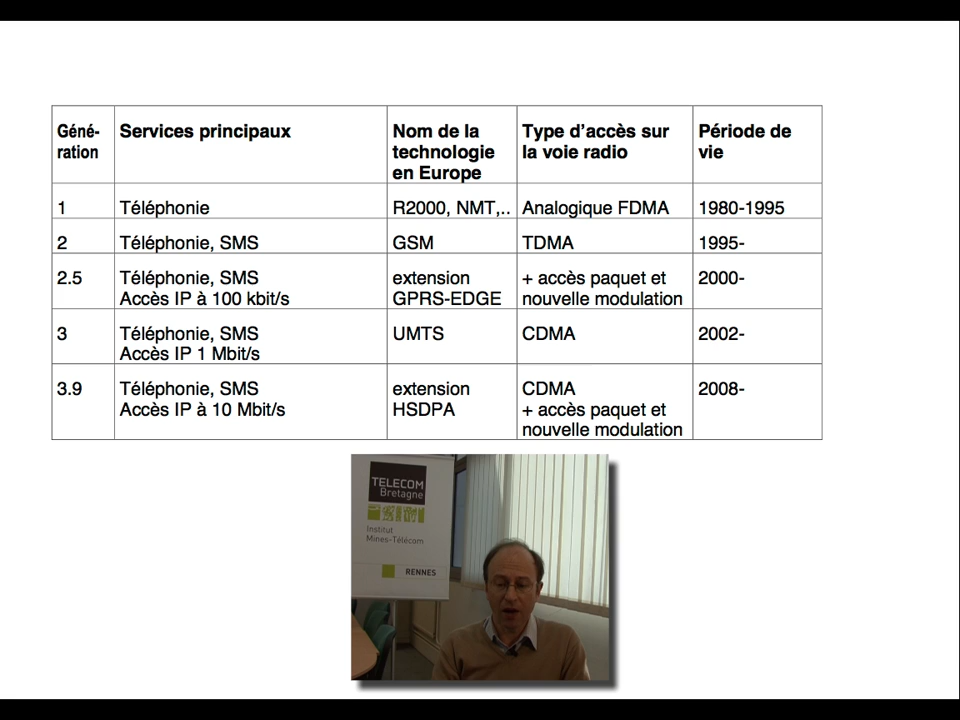 Géné-
ration
Services principaux
Nom de la
technologie
en Europe
Type d'accès sur
la voie radio
Période de
vie
1
Téléphonie
R2000, NMT,..
Analogique FDMA
1980-1995
2
Téléphonie, SMS
GSM
TDMA
1995-
2.5
Téléphonie, SMS
Accès IP à 100 kbit/s
extension
GPRS-EDGE
+ accès paquet et
nouvelle modulation
2000-
3
Téléphonie, SMS
Accès IP 1 Mbit/s
UMTS
CDMA
2002-
3.9
Téléphonie, SMS
Accès IP à 10 Mbit/s
extension
HSDPA
CDMA
+ accès paquet et
nouvelle modulation
2008-
TELECOM
Bretagne
Institut
Mines-Télécom
RENNES